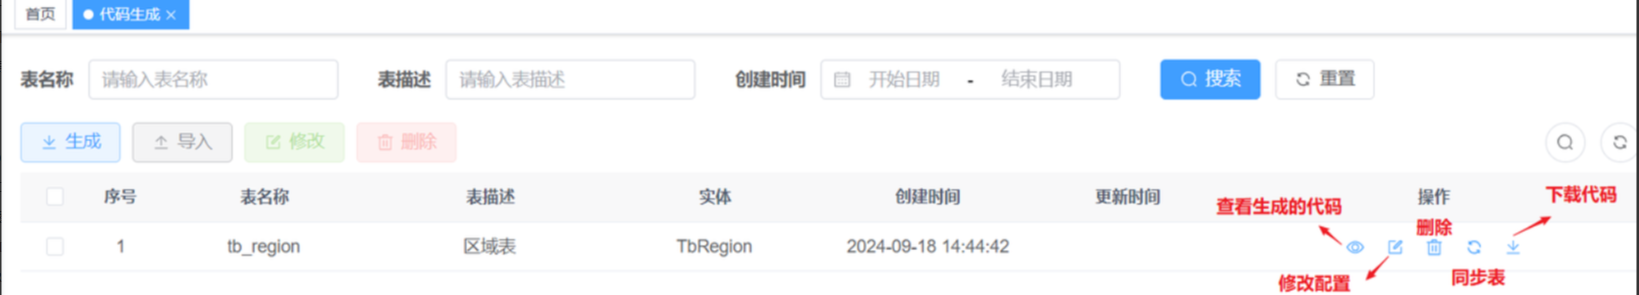 首页 代码生成 ×
表名称 请输入表名称 表描述 请输入表描述 创建时间 开始日期 - 结束日期 搜索 重置
生成 导入 修改 删除
序号 表名称 表描述 实体 创建时间 更新时间 操作
下载代码
查看生成的代码
删除
1 tb_region 区域表 TbRegion 2024-09-18 14:44:42
修改配置 同步表